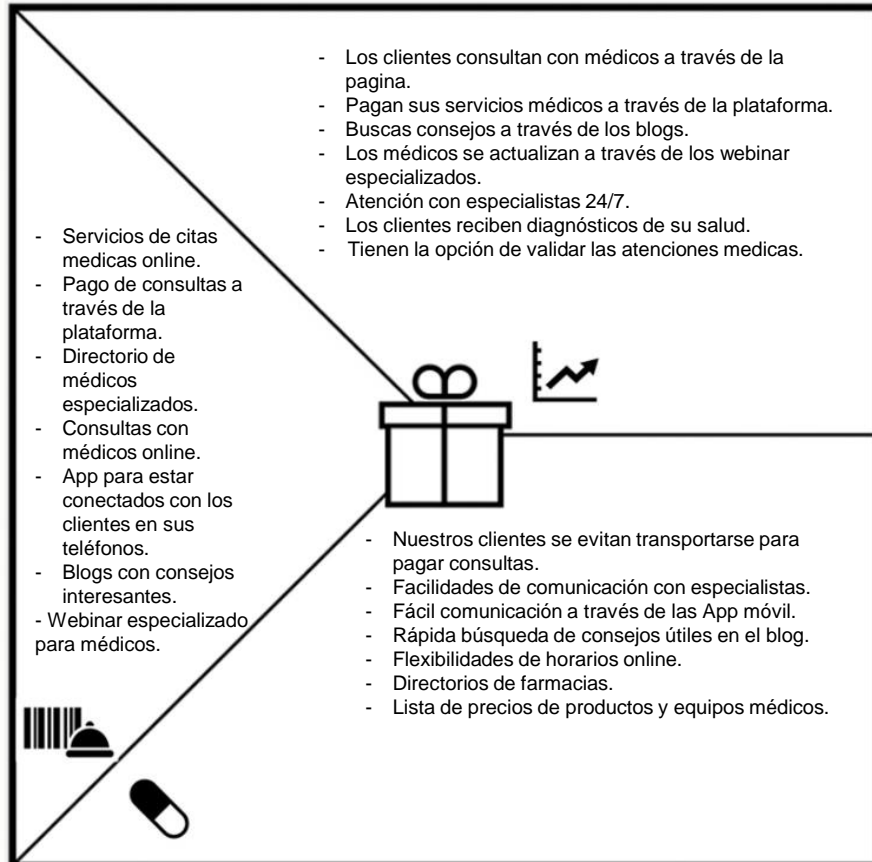 - Los clientes consultan con médicos a través de la
pagina.
- Pagan sus servicios médicos a través de la plataforma.
- Buscas consejos a través de los blogs.
- Los médicos se actualizan a través de los webinar
especializados.
- Atención con especialistas 24/7.
- Los clientes reciben diagnósticos de su salud.
- Tienen la opción de validar las atenciones medicas.
- Servicios de citas
medicas online.
- Pago de consultas a
través de la
plataforma.
- Directorio de
médicos
especializados.
- Consultas con
médicos online.
- App para estar
conectados con los
clientes en sus
teléfonos.
- Blogs con consejos
interesantes.
- Webinar especializado
para médicos.
- Nuestros clientes se evitan transportarse para
pagar consultas.
- Facilidades de comunicación con especialistas.
- Fácil comunicación a través de las App móvil.
- Rápida búsqueda de consejos útiles en el blog.
- Flexibilidades de horarios online.
- Directorios de farmacias.
- Lista de precios de productos y equipos médicos.